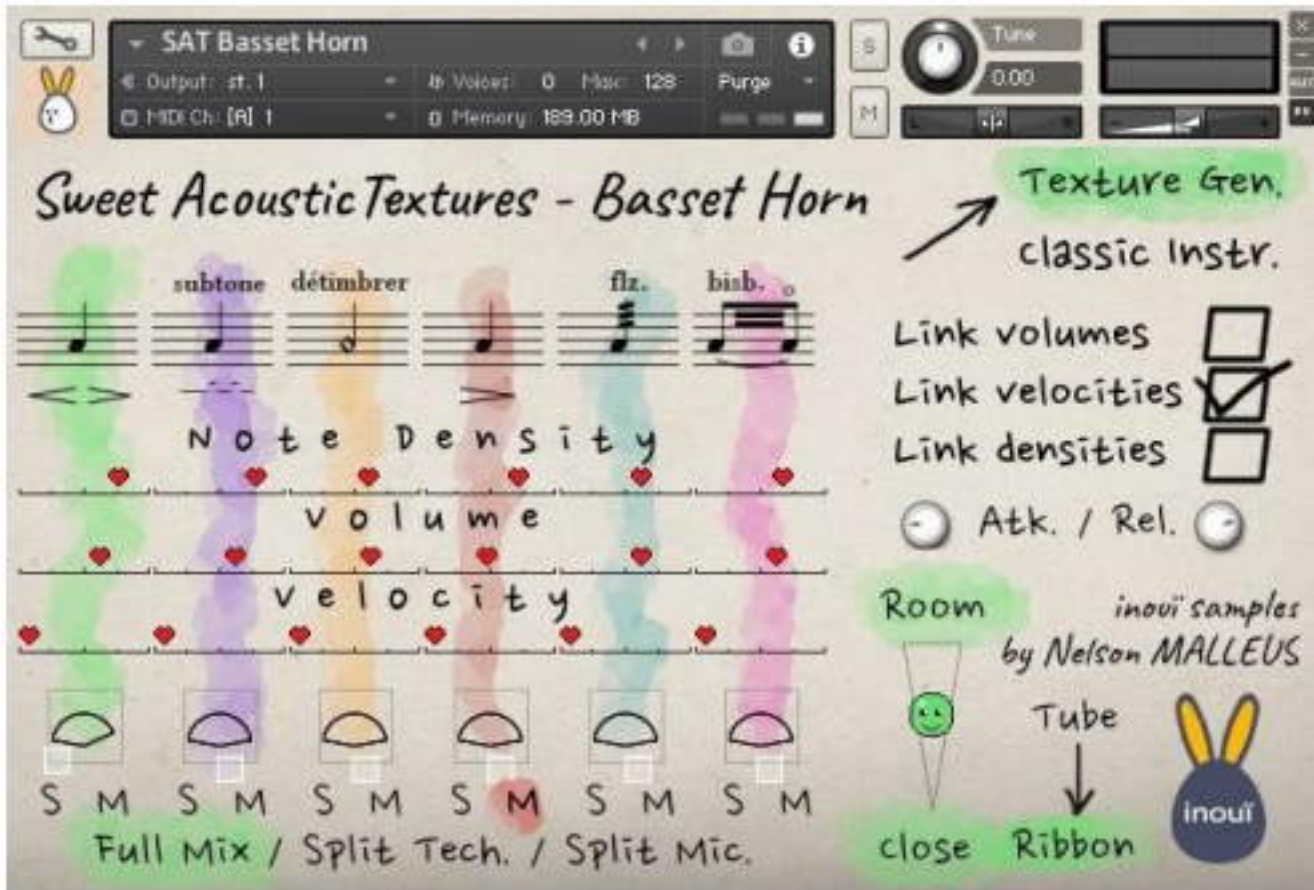 SAT Basset Horn
Output: st. 1
Voices: 0 Max: 128
Purge
MIDI Ch: [A] 1
Memory: 189.00 MB
S
M
Tune
0.00
L
R
Sweet Acoustic Textures - Basset Horn
Texture Gen.
Classic Instr.
subtone
détimbrer
flz.
bisb.
Note Density
Volume
Velocity
Link volumes
Link velocities
Link densities
Atk. / Rel.
Room
inouï samples
by Nelson MALLEUS
Tube
close
Ribbon
inouï
S M S M S M S M S M S M
Full Mix / Split Tech. / Split Mic.